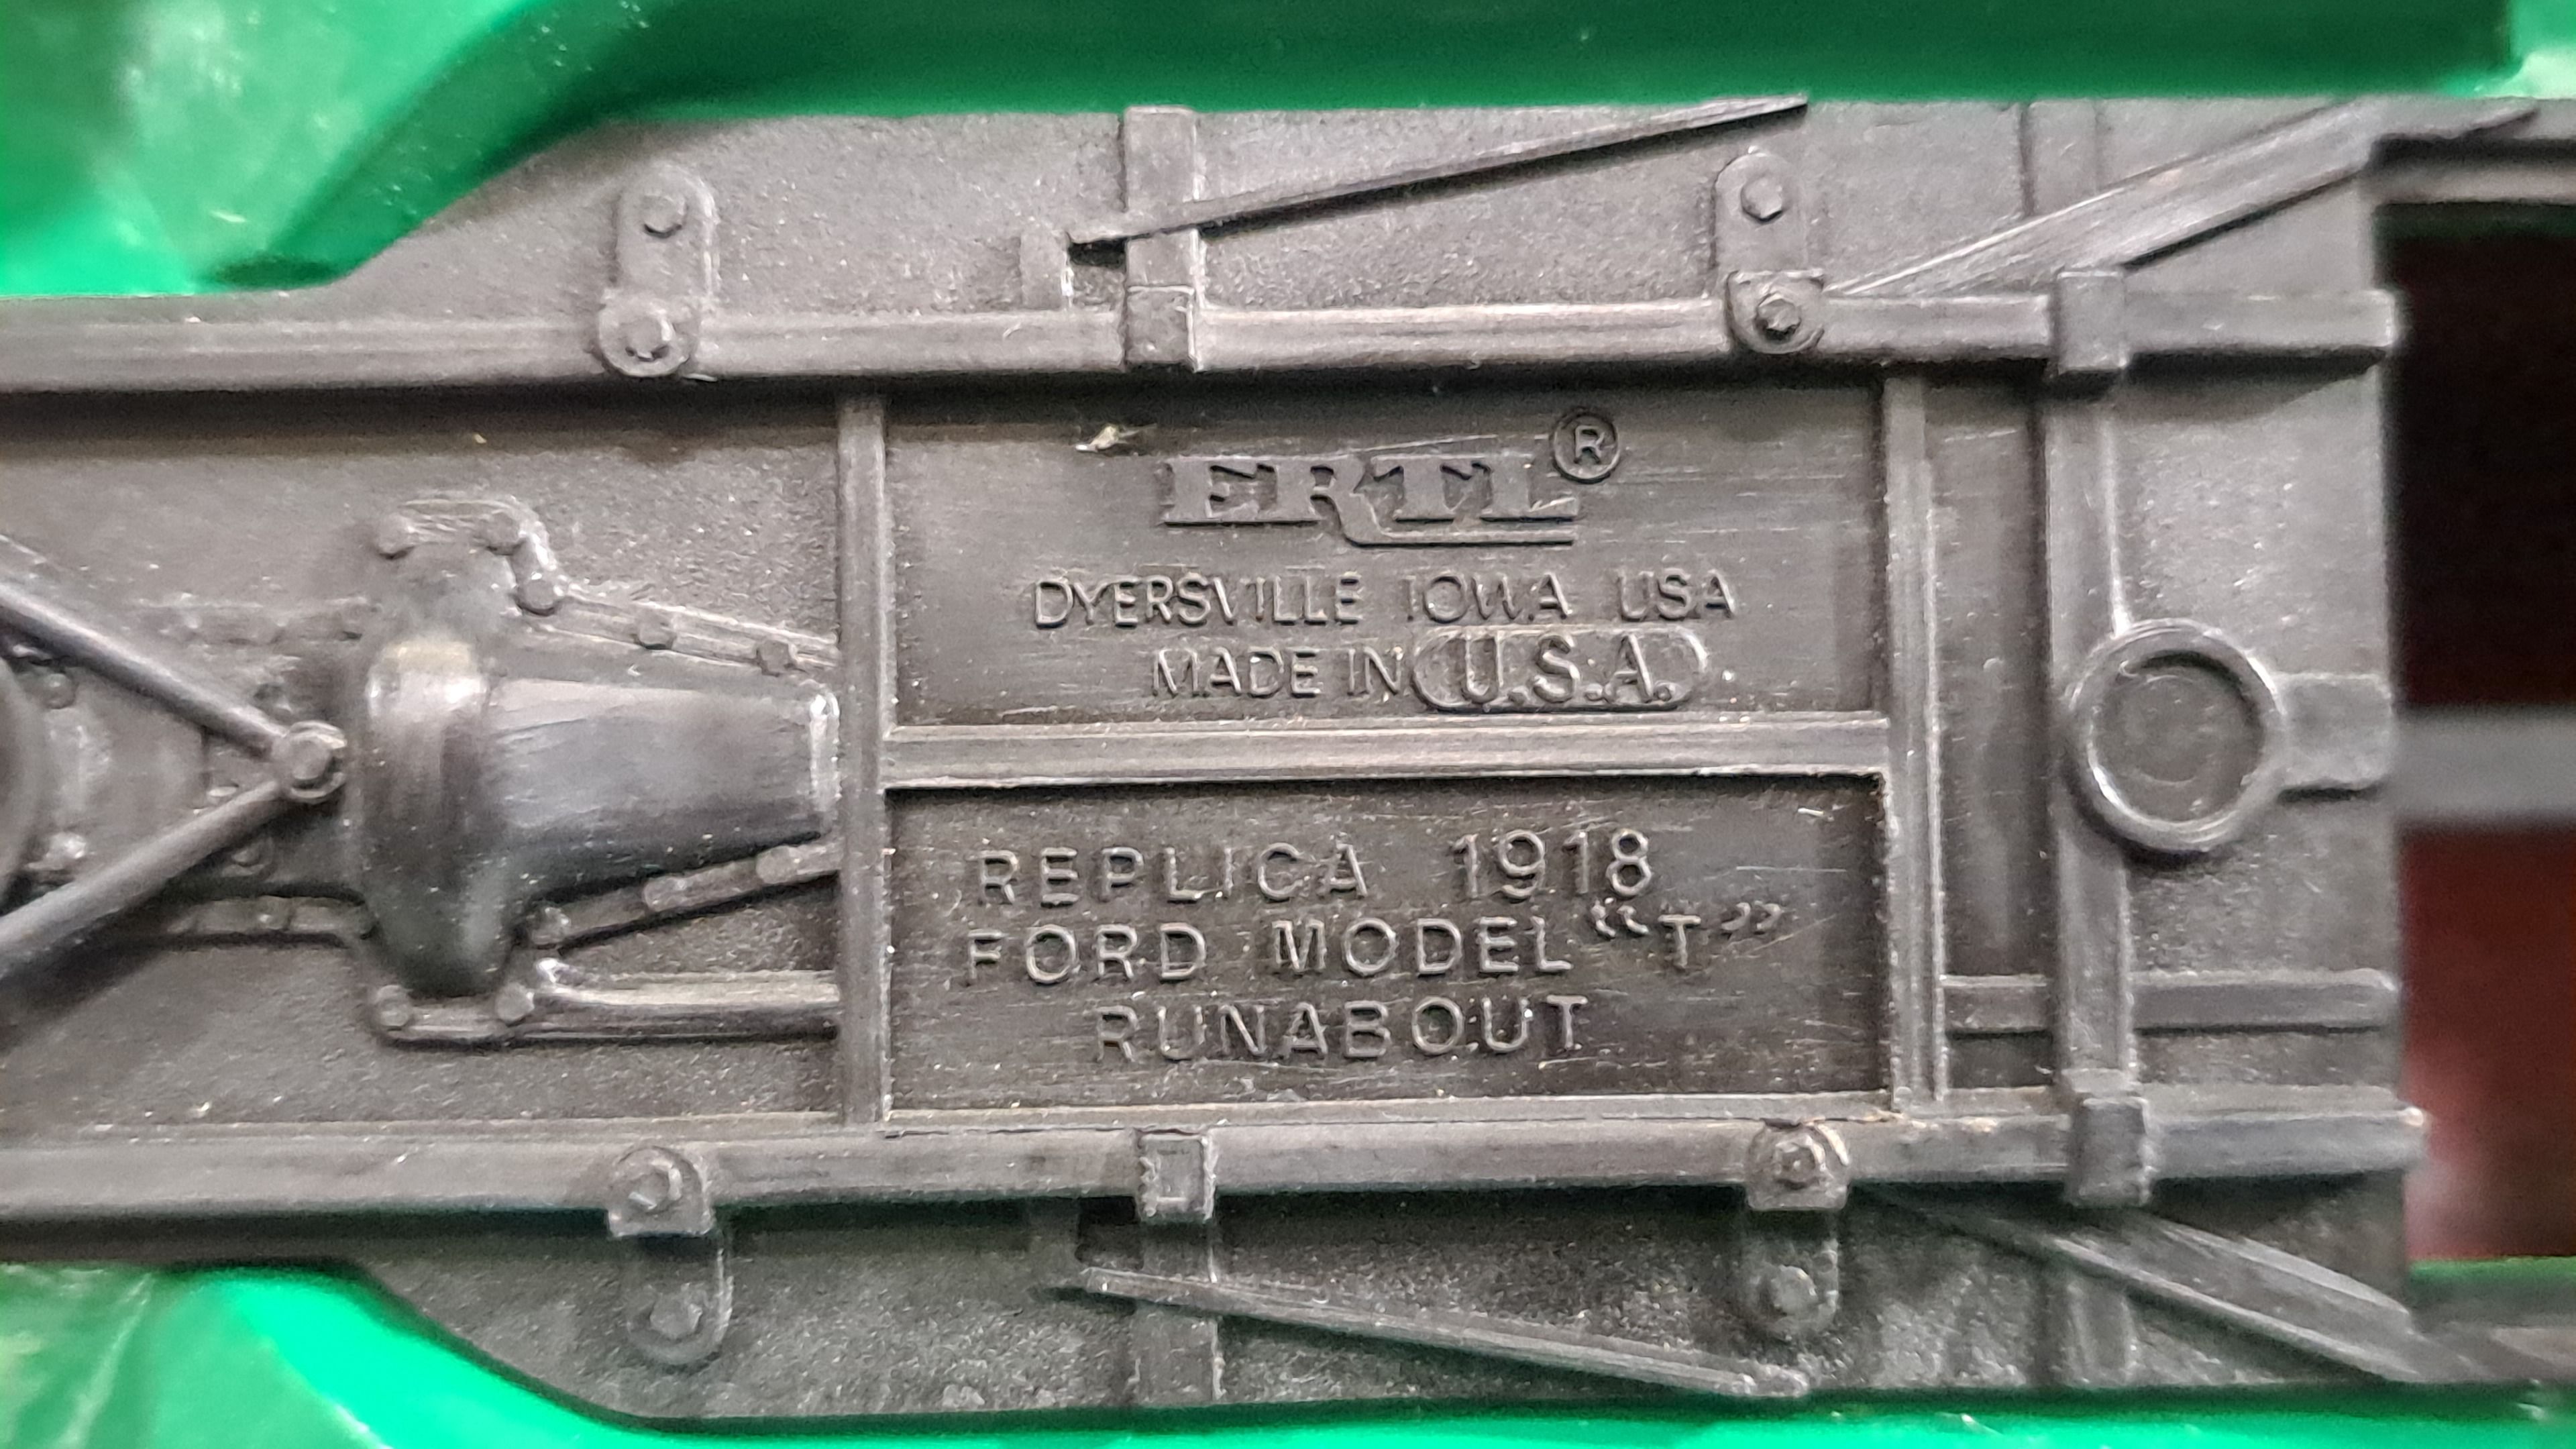 ERTL®
DYERSVILLE IOWA USA
MADE IN U.S.A.
REPLICA 1918
FORD MODEL “T”
RUNABOUT